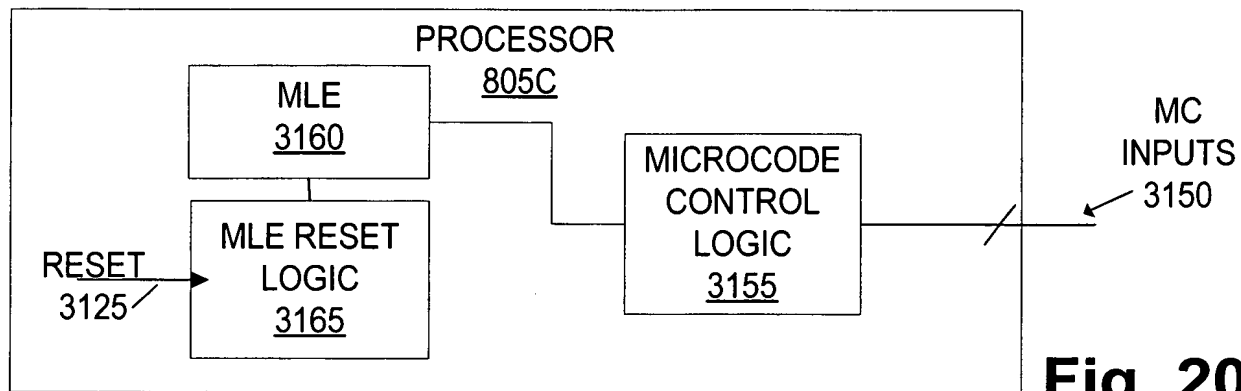 PROCESSOR
805C
MLE
3160
MLE RESET
LOGIC
3165
RESET
3125
MICROCODE
CONTROL
LOGIC
3155
MC
INPUTS
3150
Fig. 20